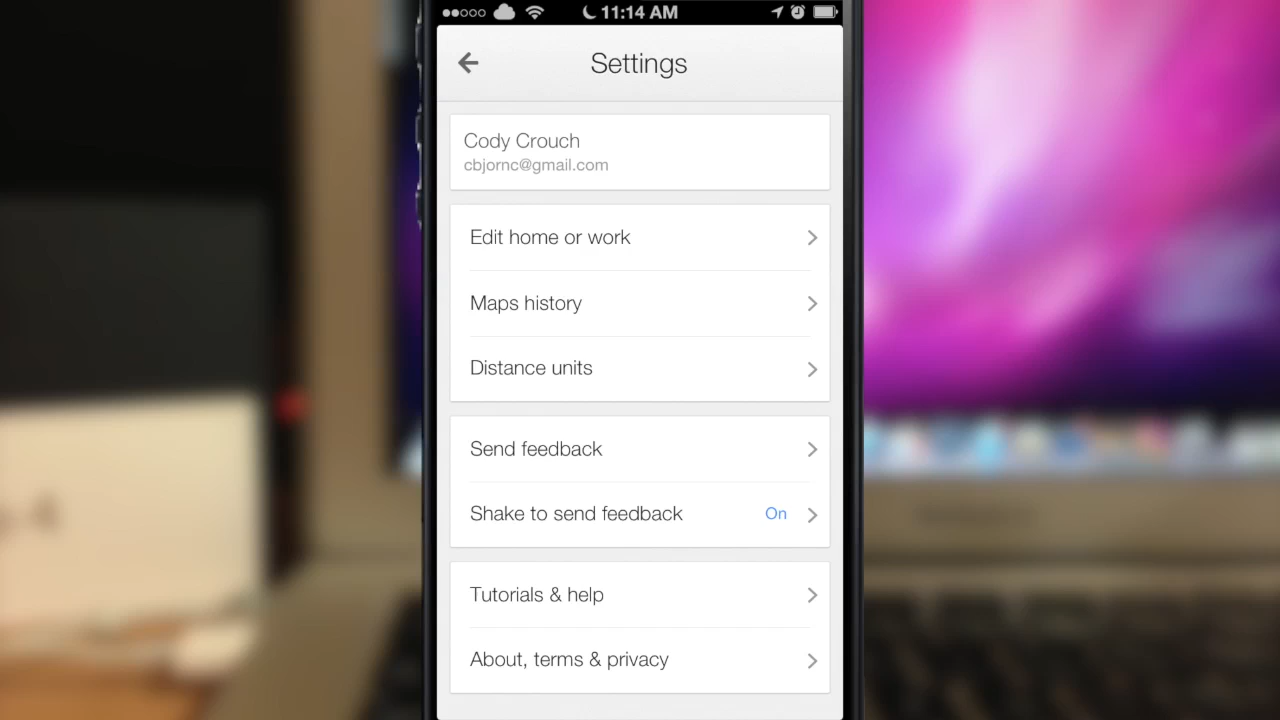 11:14 AM
Settings
Cody Crouch
cbjornc@gmail.com
Edit home or work
Maps history
Distance units
Send feedback
Shake to send feedback On
Tutorials & help
About, terms & privacy